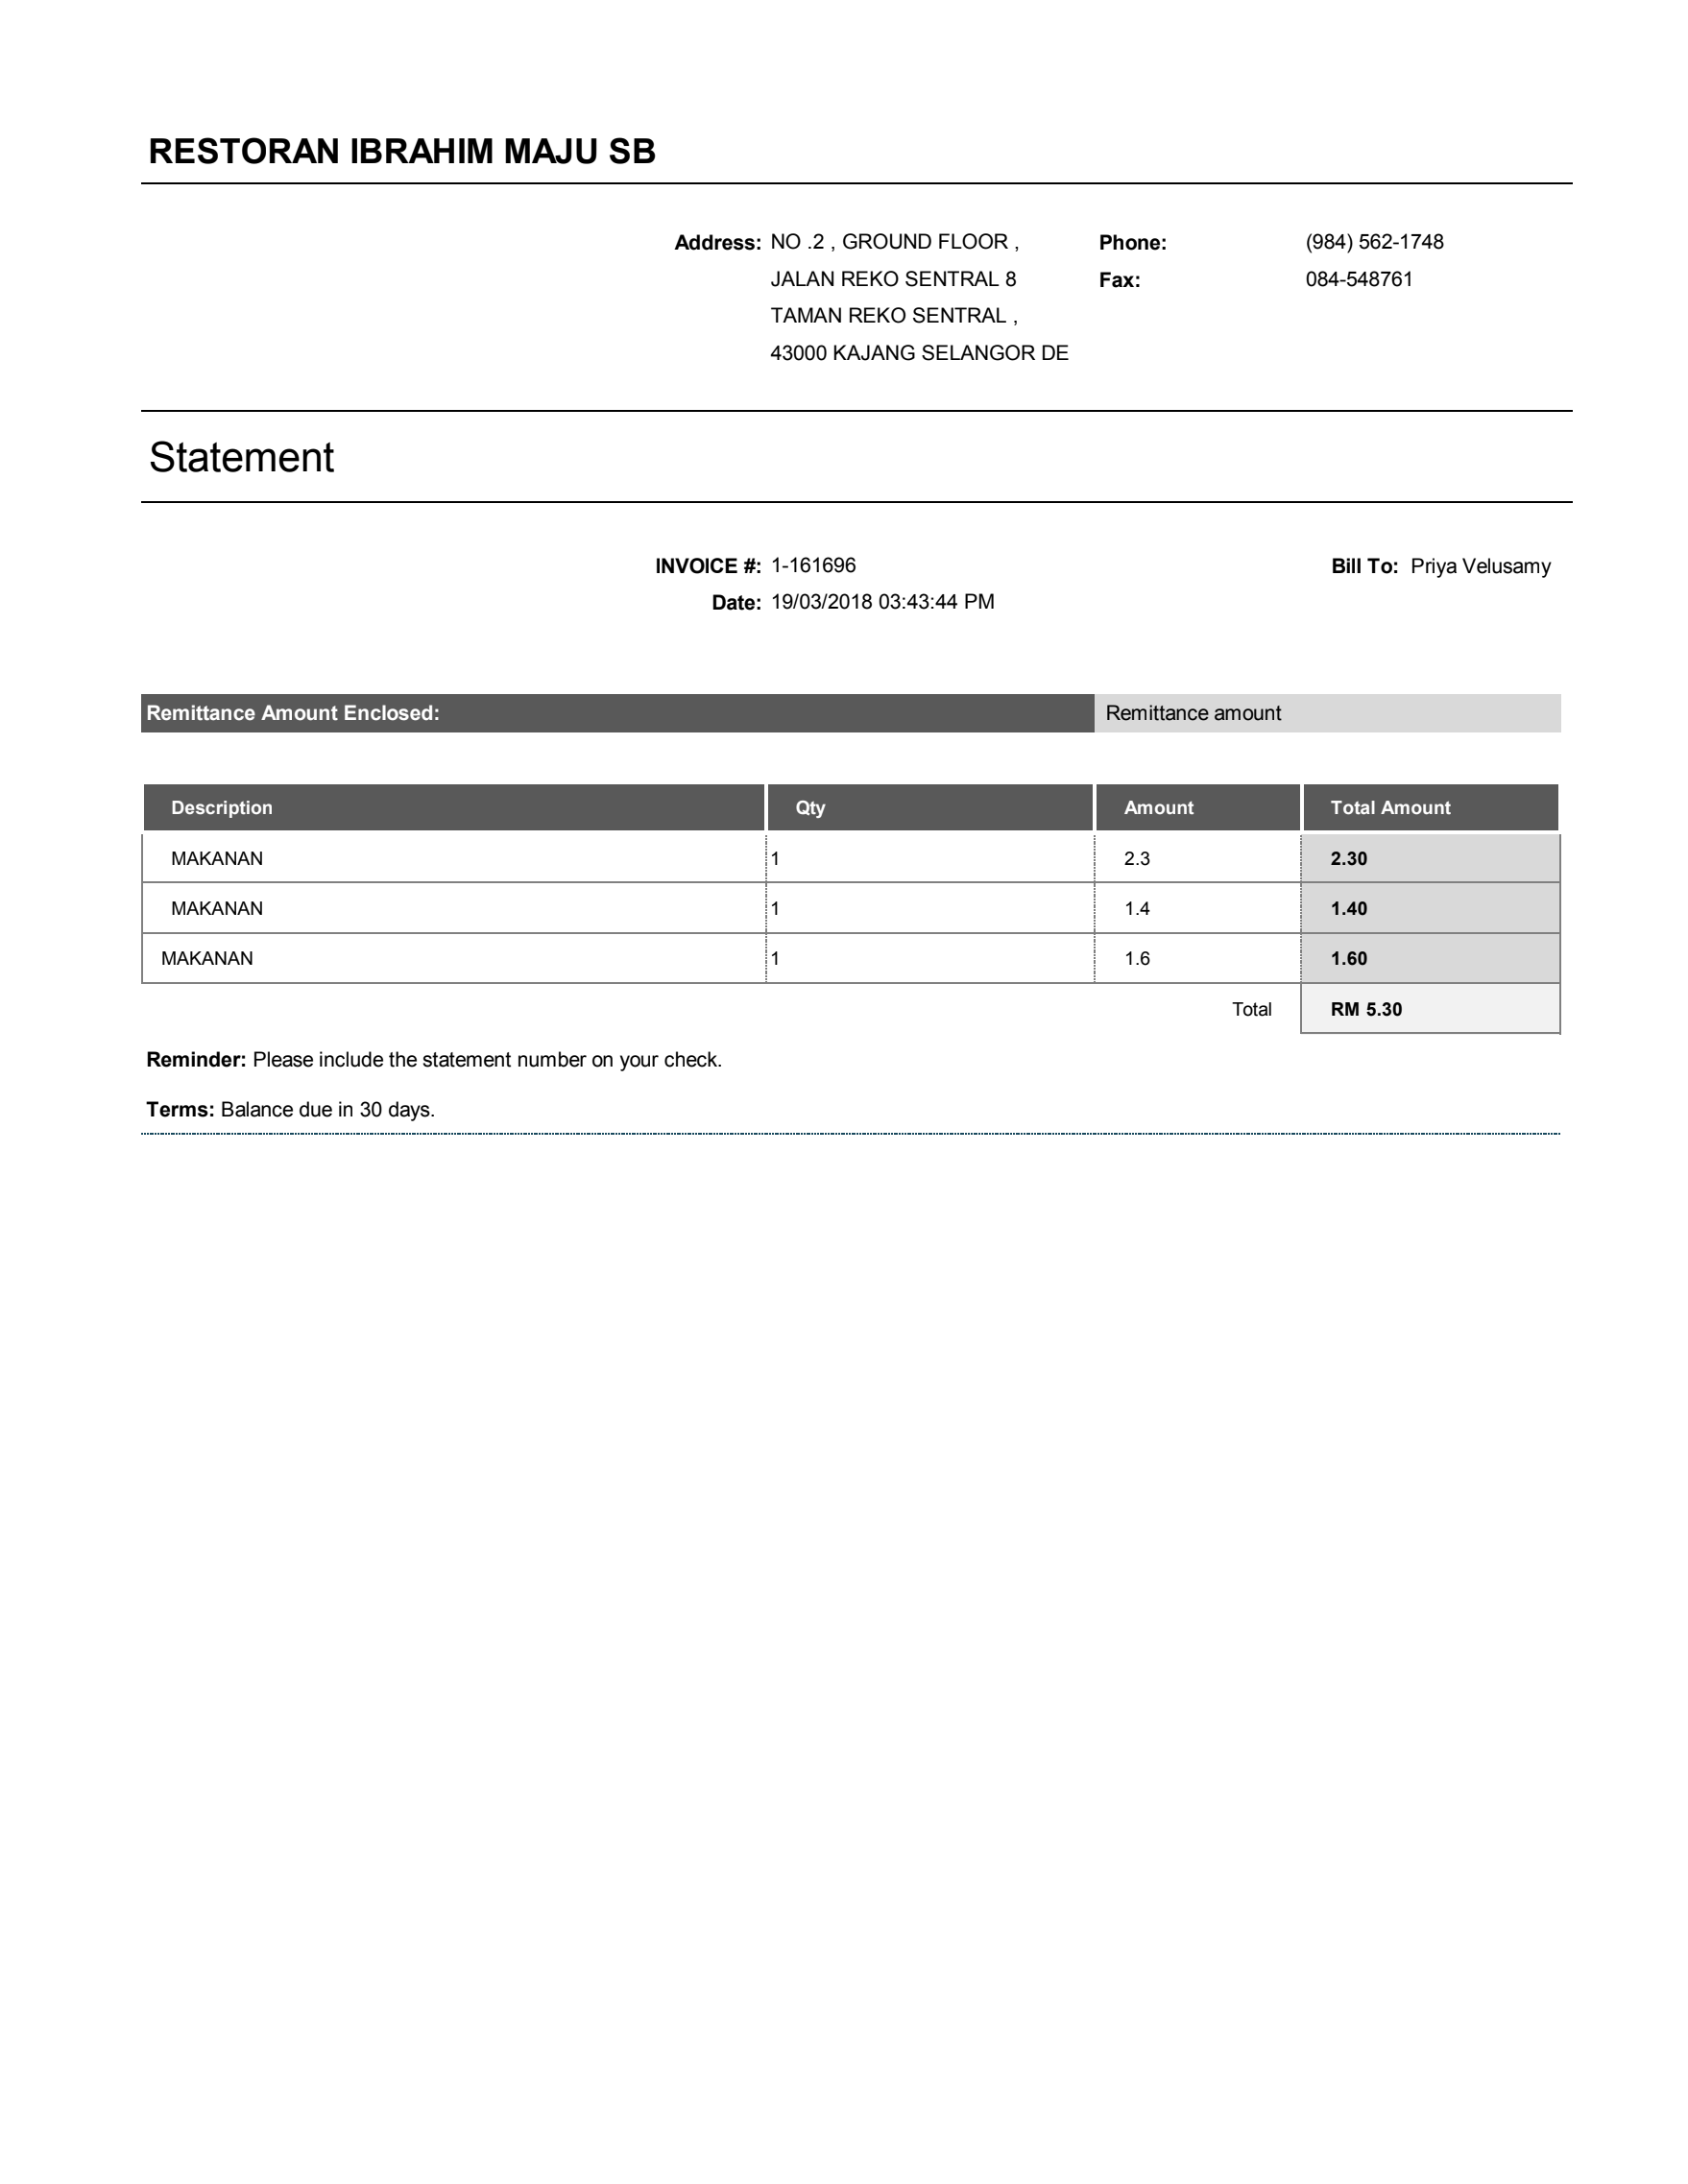 RESTORAN IBRAHIM MAJU SB
Address: NO .2 , GROUND FLOOR , Phone: (984) 562-1748
JALAN REKO SENTRAL 8 Fax: 084-548761
TAMAN REKO SENTRAL ,
43000 KAJANG SELANGOR DE
Statement
INVOICE #: 1-161696 Bill To: Priya Velusamy
Date: 19/03/2018 03:43:44 PM
Remittance Amount Enclosed: Remittance amount
Description Qty Amount Total Amount
MAKANAN 1 2.3 2.30
MAKANAN 1 1.4 1.40
MAKANAN 1 1.6 1.60
Total RM 5.30
Reminder: Please include the statement number on your check.
Terms: Balance due in 30 days.